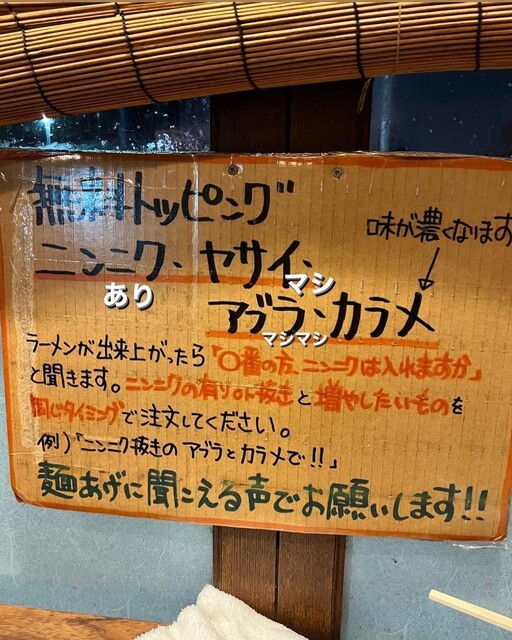 無料トッピング
ニンニク、ヤサイ、
あり
マシ
味が濃くなます
アブラ、カラメ
マシマシ
ラーメンが出来上がったら「〇番の方、ニンニクは入れますか」
と聞きます。ニンニクの有りor抜きと増やしたいものを
同じタイミングで注文してください。
例)「ニンニク抜きのアブラとカラメで!!」
麺あげに聞こえる声でお願いします!!